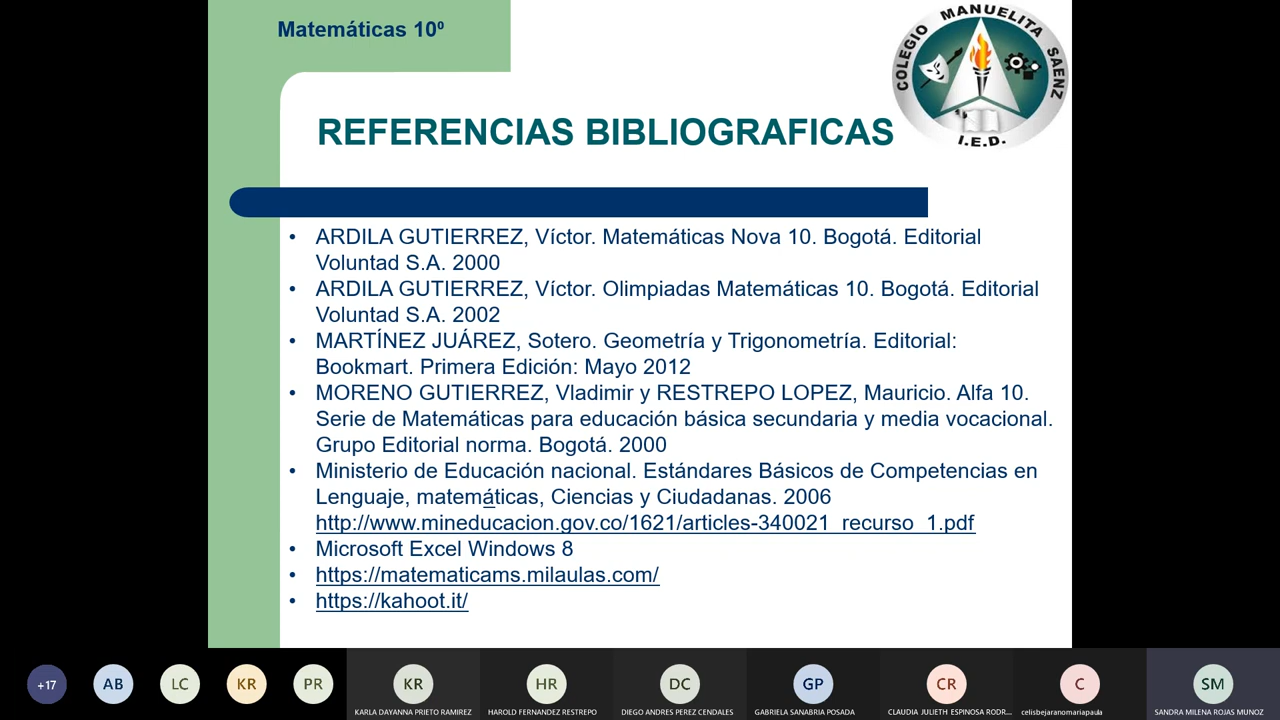 Matemáticas 10º
COLEGIO MANUELITA SAENZ
I.E.D.
REFERENCIAS BIBLIOGRAFICAS
• ARDILA GUTIERREZ, Víctor. Matemáticas Nova 10. Bogotá. Editorial
Voluntad S.A. 2000
• ARDILA GUTIERREZ, Víctor. Olimpiadas Matemáticas 10. Bogotá. Editorial
Voluntad S.A. 2002
• MARTÍNEZ JUÁREZ, Sotero. Geometría y Trigonometría. Editorial:
Bookmart. Primera Edición: Mayo 2012
• MORENO GUTIERREZ, Vladimir y RESTREPO LOPEZ, Mauricio. Alfa 10.
Serie de Matemáticas para educación básica secundaria y media vocacional.
Grupo Editorial norma. Bogotá. 2000
• Ministerio de Educación nacional. Estándares Básicos de Competencias en
Lenguaje, matemáticas, Ciencias y Ciudadanas. 2006
http://www.mineducacion.gov.co/1621/articles-340021_recurso_1.pdf
• Microsoft Excel Windows 8
• https://matematicams.milaulas.com/
• https://kahoot.it/
+17 AB LC KR PR KR HR DC GP CR C SM
KARLA DAYANNA PRIETO RAMIREZ HAROLD FERNANDEZ RESTREPO DIEGO ANDRES PEREZ CENDALES GABRIELA SANABRIA POSADA CLAUDIA JULIETH ESPINOSA RODR... celisbejaranomariapaula SANDRA MILENA ROJAS MUNOZ